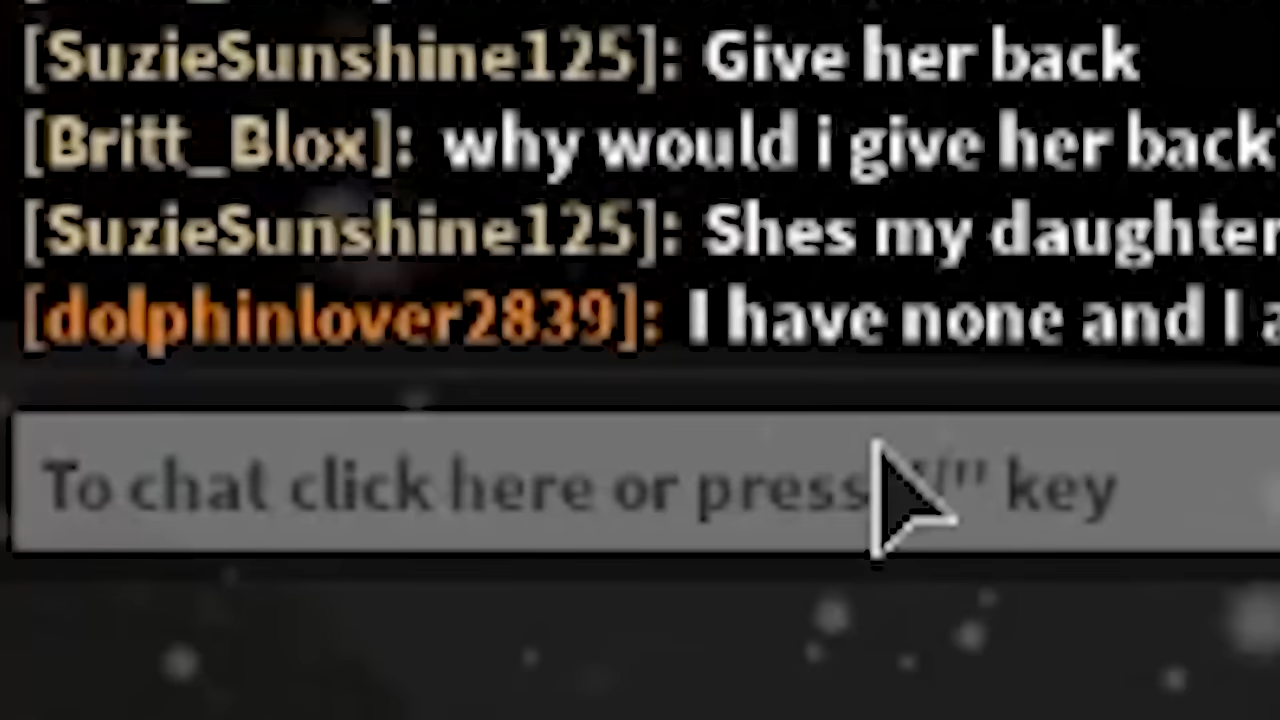 [SuzieSunshine125]: Give her back
[Britt_Blox]: why would i give her back
[SuzieSunshine125]: Shes my daughter
[dolphinlover2839]: I have none and I a
To chat click here or press "/" key